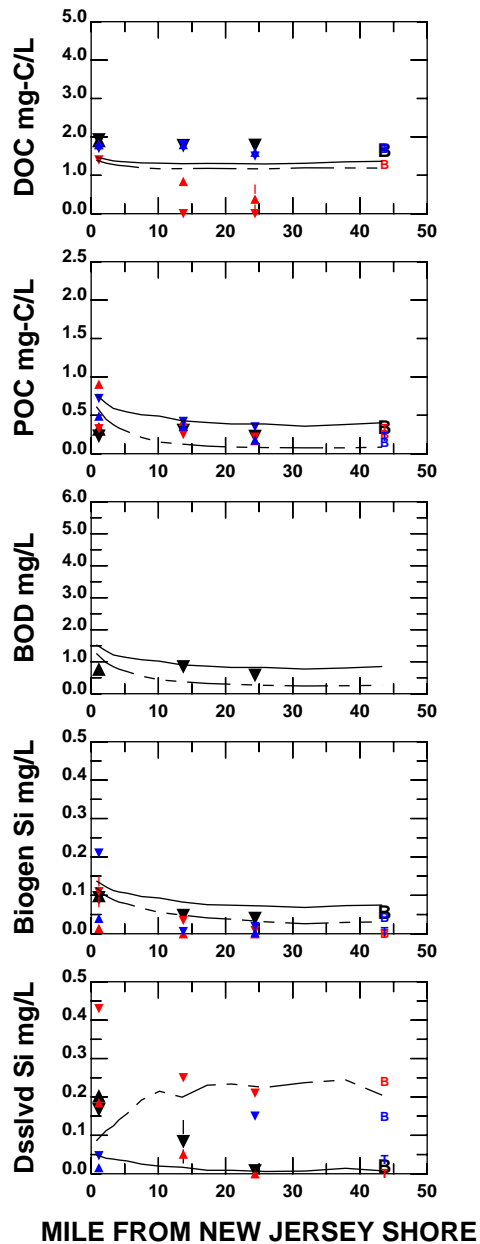 DOC mg-C/L
5.0
4.0
3.0
2.0
1.0
0.0
B
B
0 10 20 30 40 50
POC mg-C/L
2.5
2.0
1.5
1.0
0.5
0.0
B
B
0 10 20 30 40 50
BOD mg/L
6.0
5.0
4.0
3.0
2.0
1.0
0.0
0 10 20 30 40 50
Biogen Si mg/L
0.5
0.4
0.3
0.2
0.1
0.0
B
B
0 10 20 30 40 50
Dsslvd Si mg/L
0.5
0.4
0.3
0.2
0.1
0.0
B
B
T
B
0 10 20 30 40 50
MILE FROM NEW JERSEY SHORE